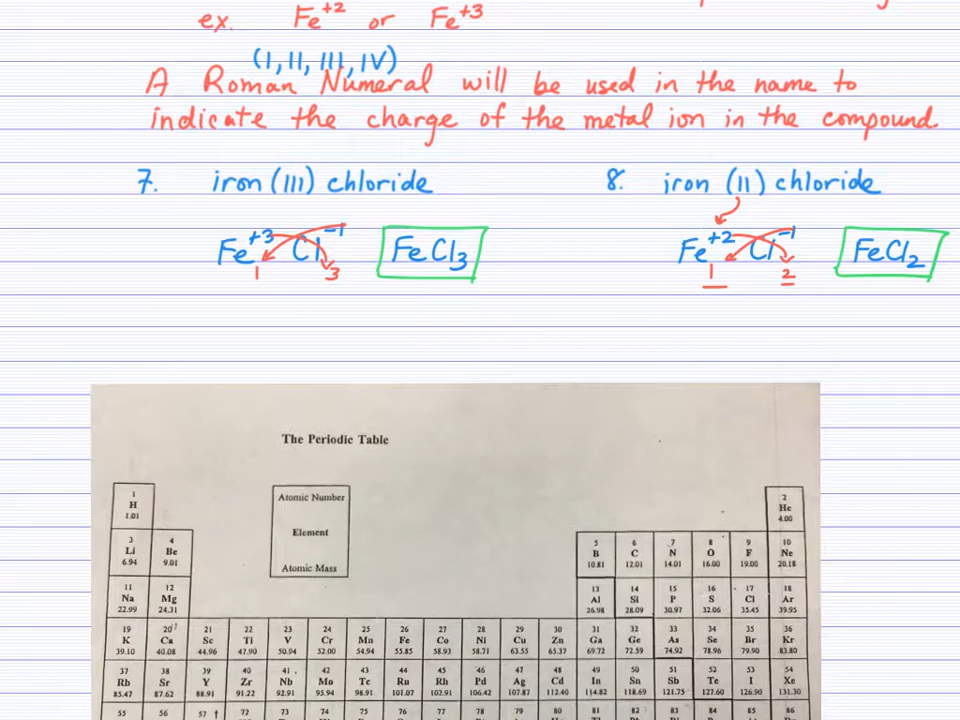 ex. Fe+2 or Fe+3
(I, II, III, IV)
A Roman Numeral will be used in the name to
indicate the charge of the metal ion in the compound
7. iron (III) chloride 8. iron (II) chloride
Fe+3 Cl-1 FeCl3 Fe+2 Cl-1 FeCl2
1 3 1 2
The Periodic Table
1 2
H Atomic Number He
1.01 4.00
3 4 Element 5 6 7 8 9 10
Li Be B C N O F Ne
6.94 9.01 Atomic Mass 10.81 12.01 14.01 16.00 19.00 20.18
11 12 13 14 15 16 17 18
Na Mg Al Si P S Cl Ar
22.99 24.31 26.98 28.09 30.97 32.06 35.45 39.95
19 20 21 22 23 24 25 26 27 28 29 30 31 32 33 34 35 36
K Ca Sc Ti V Cr Mn Fe Co Ni Cu Zn Ga Ge As Se Br Kr
39.10 40.08 44.96 47.90 50.94 52.00 54.94 55.85 58.93 58.71 63.55 65.37 69.72 72.59 74.92 78.96 79.90 83.80
37 38 39 40 41 42 43 44 45 46 47 48 49 50 51 52 53 54
Rb Sr Y Zr Nb Mo Tc Ru Rh Pd Ag Cd In Sn Sb Te I Xe
85.47 87.62 88.91 91.22 92.91 95.94 98.91 101.07 102.91 106.42 107.87 112.40 114.82 118.69 121.75 127.60 126.90 131.30
55 56 57 † 72 73 74 75 76 77 78 79 80 81 82 83 84 85 86